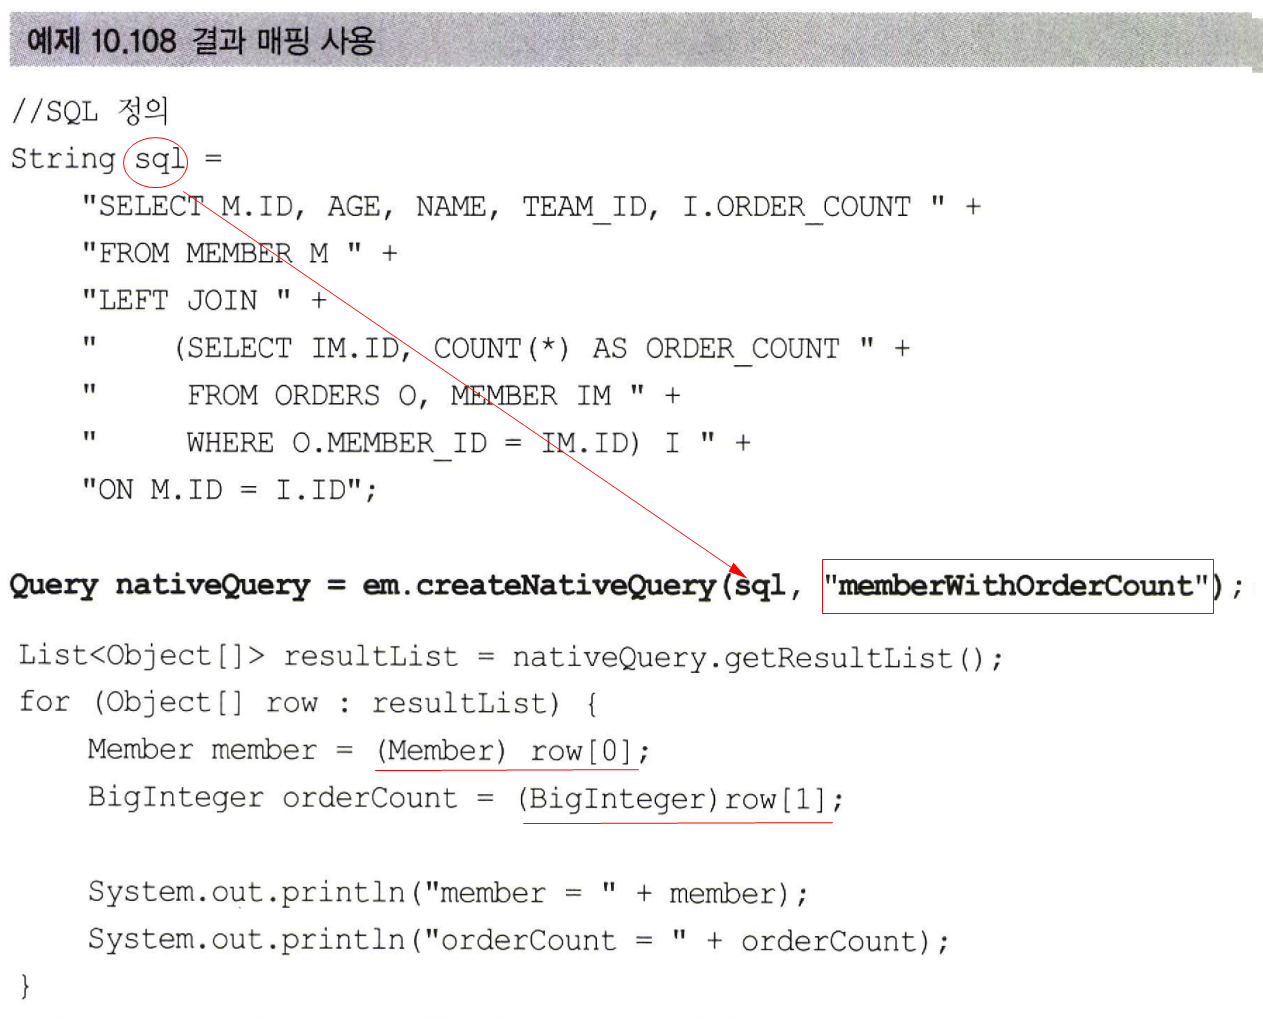 예제 10.108 결과 매핑 사용
//SQL 정의
String sql =
"SELECT M.ID, AGE, NAME, TEAM_ID, I.ORDER_COUNT " +
"FROM MEMBER M " +
"LEFT JOIN " +
"     (SELECT IM.ID, COUNT(*) AS ORDER_COUNT " +
"      FROM ORDERS O, MEMBER IM " +
"      WHERE O.MEMBER_ID = IM.ID) I " +
"ON M.ID = I.ID";
Query nativeQuery = em.createNativeQuery(sql, "memberWithOrderCount");
List<Object[]> resultList = nativeQuery.getResultList();
for (Object[] row : resultList) {
Member member = (Member) row[0];
BigInteger orderCount = (BigInteger)row[1];
System.out.println("member = " + member);
System.out.println("orderCount = " + orderCount);
}